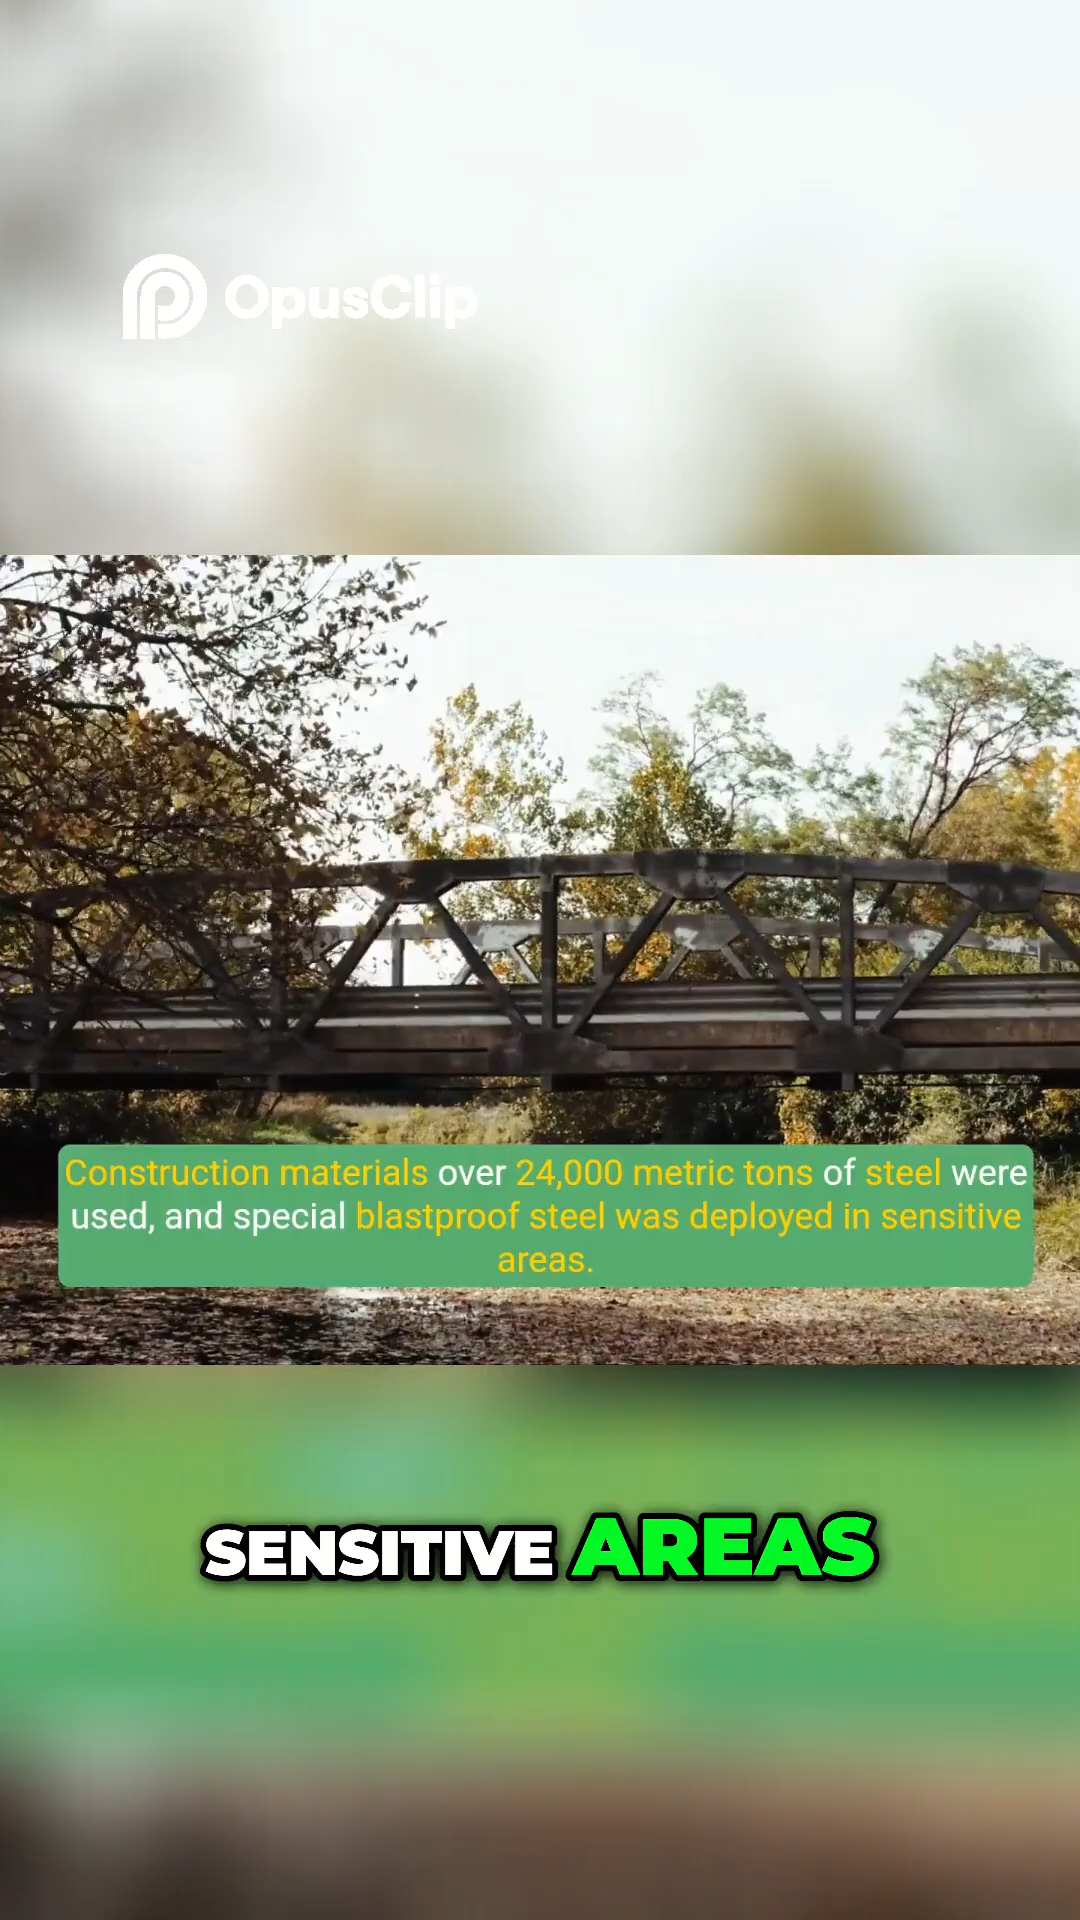 OpusClip
Construction materials over 24,000 metric tons of steel were
used, and special blastproof steel was deployed in sensitive
areas.
SENSITIVE AREAS